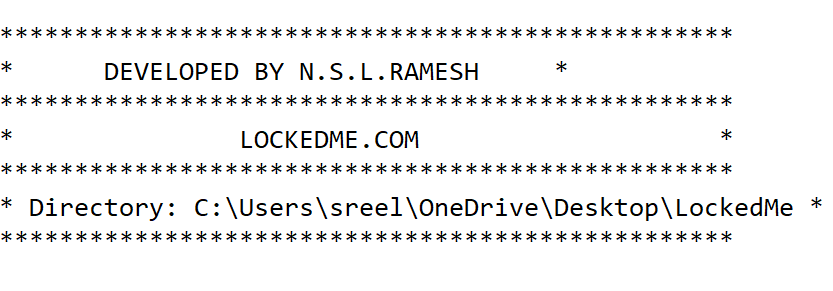 *************************************************
*      DEVELOPED BY N.S.L.RAMESH     *
*************************************************
*               LOCKEDME.COM                    *
*************************************************
* Directory: C:\Users\sreel\OneDrive\Desktop\LockedMe *
*************************************************